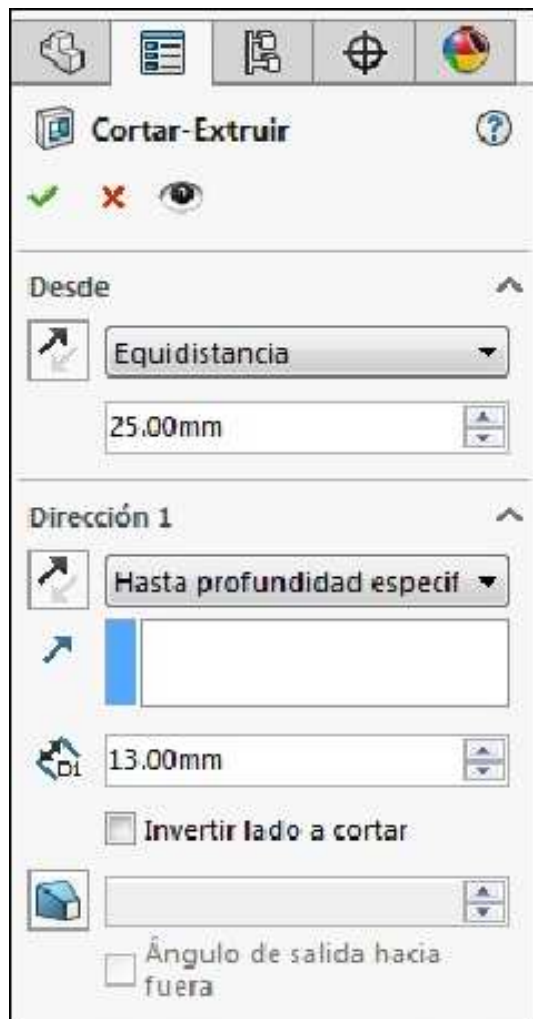 Cortar-Extruir
Desde
Equidistancia
25.00mm
Dirección 1
Hasta profundidad especif
D1
13.00mm
Invertir lado a cortar
Ángulo de salida hacia
fuera